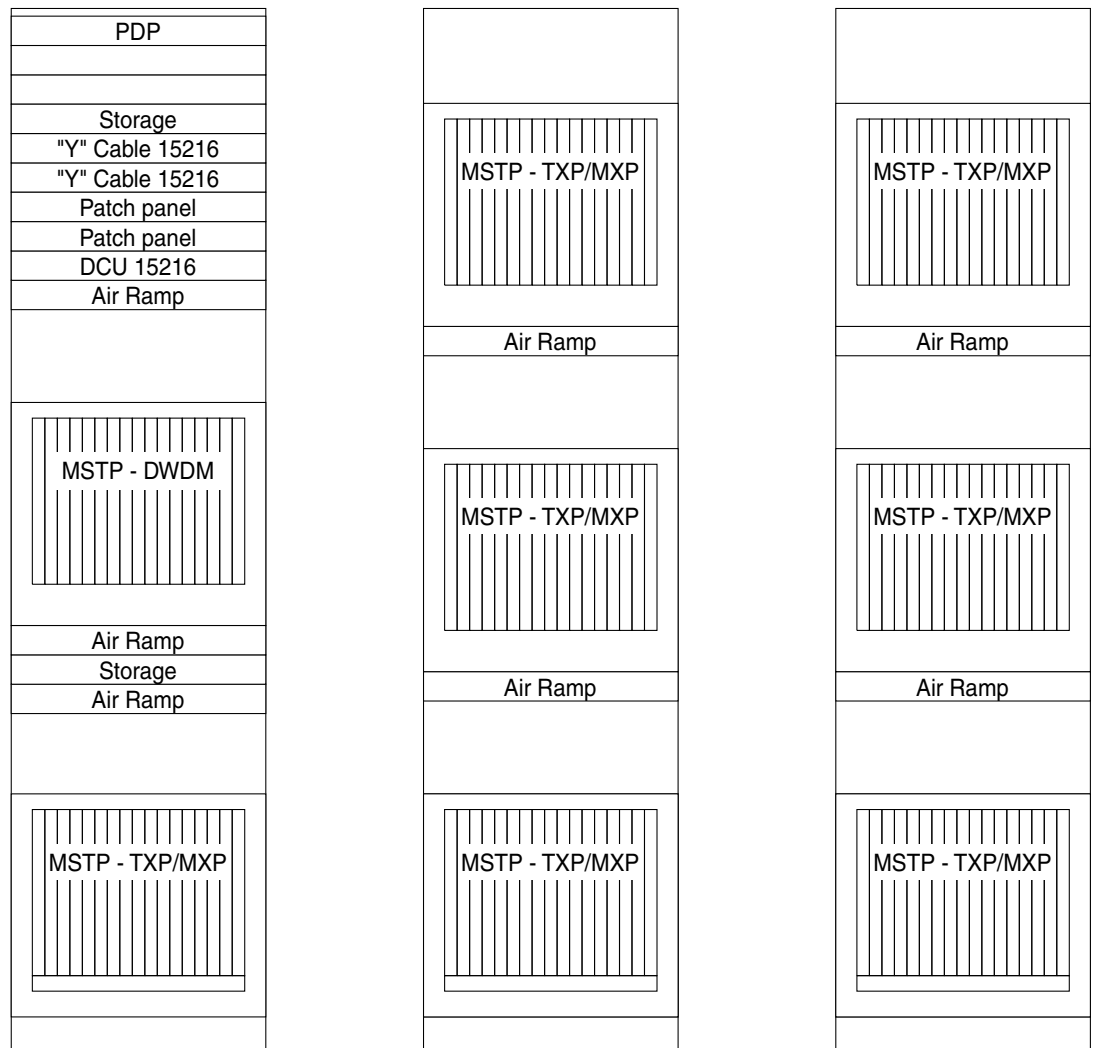 PDP
Storage
"Y" Cable 15216
"Y" Cable 15216
Patch panel
Patch panel
DCU 15216
Air Ramp
MSTP - DWDM
Air Ramp
Storage
Air Ramp
MSTP - TXP/MXP
MSTP - TXP/MXP
Air Ramp
MSTP - TXP/MXP
Air Ramp
MSTP - TXP/MXP
MSTP - TXP/MXP
Air Ramp
MSTP - TXP/MXP
Air Ramp
MSTP - TXP/MXP